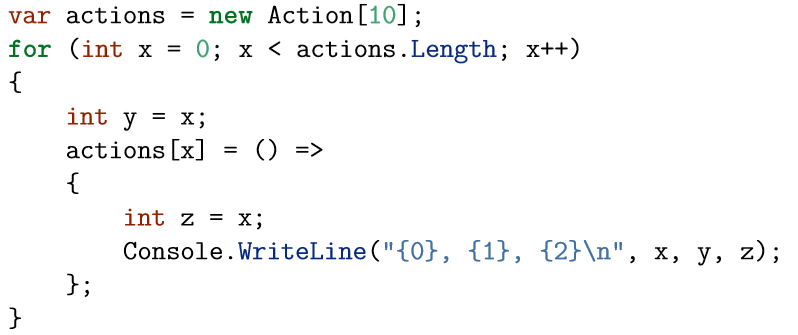 var actions = new Action[10];
for (int x = 0; x < actions.Length; x++)
{
    int y = x;
    actions[x] = () =>
    {
        int z = x;
        Console.WriteLine("{0}, {1}, {2}\n", x, y, z);
    };
}